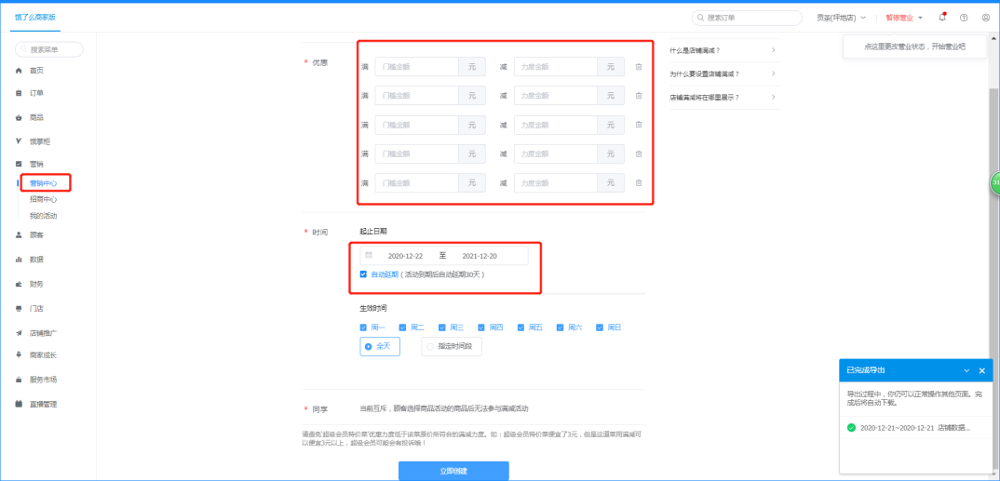 饿了么商家版
搜索订单
贡茶(坪地店)
暂停营业
点这里更改营业状态，开始营业吧
搜索菜单
首页
订单
商品
饿掌柜
营销
营销中心
招商中心
我的活动
顾客
数据
财务
门店
店铺推广
商家成长
服务市场
直播管理
* 优惠
满 门槛金额 元 减 力度金额 元
满 门槛金额 元 减 力度金额 元
满 门槛金额 元 减 力度金额 元
满 门槛金额 元 减 力度金额 元
满 门槛金额 元 减 力度金额 元
什么是店铺满减？
为什么要设置店铺满减？
店铺满减将在哪里展示？
* 时间 起止日期
2020-12-22 至 2021-12-20
自动延期 ( 活动到期后自动延期30天 )
生效时间
周一 周二 周三 周四 周五 周六 周日
全天 指定时间段
* 同享 当前互斥，顾客选择商品活动的商品后无法参与满减活动
请避免'超级会员特价菜'优惠力度低于该菜原价所符合的满减力度。如：超级会员特价菜便宜了3元，但是这道菜用满减可
以便宜3元以上，超级会员可能会有投诉哦！
立即创建
31
已完成导出
导出过程中，你仍可以正常操作其他页面。完
成后将自动下载。
2020-12-21~2020-12-21 店铺数据...